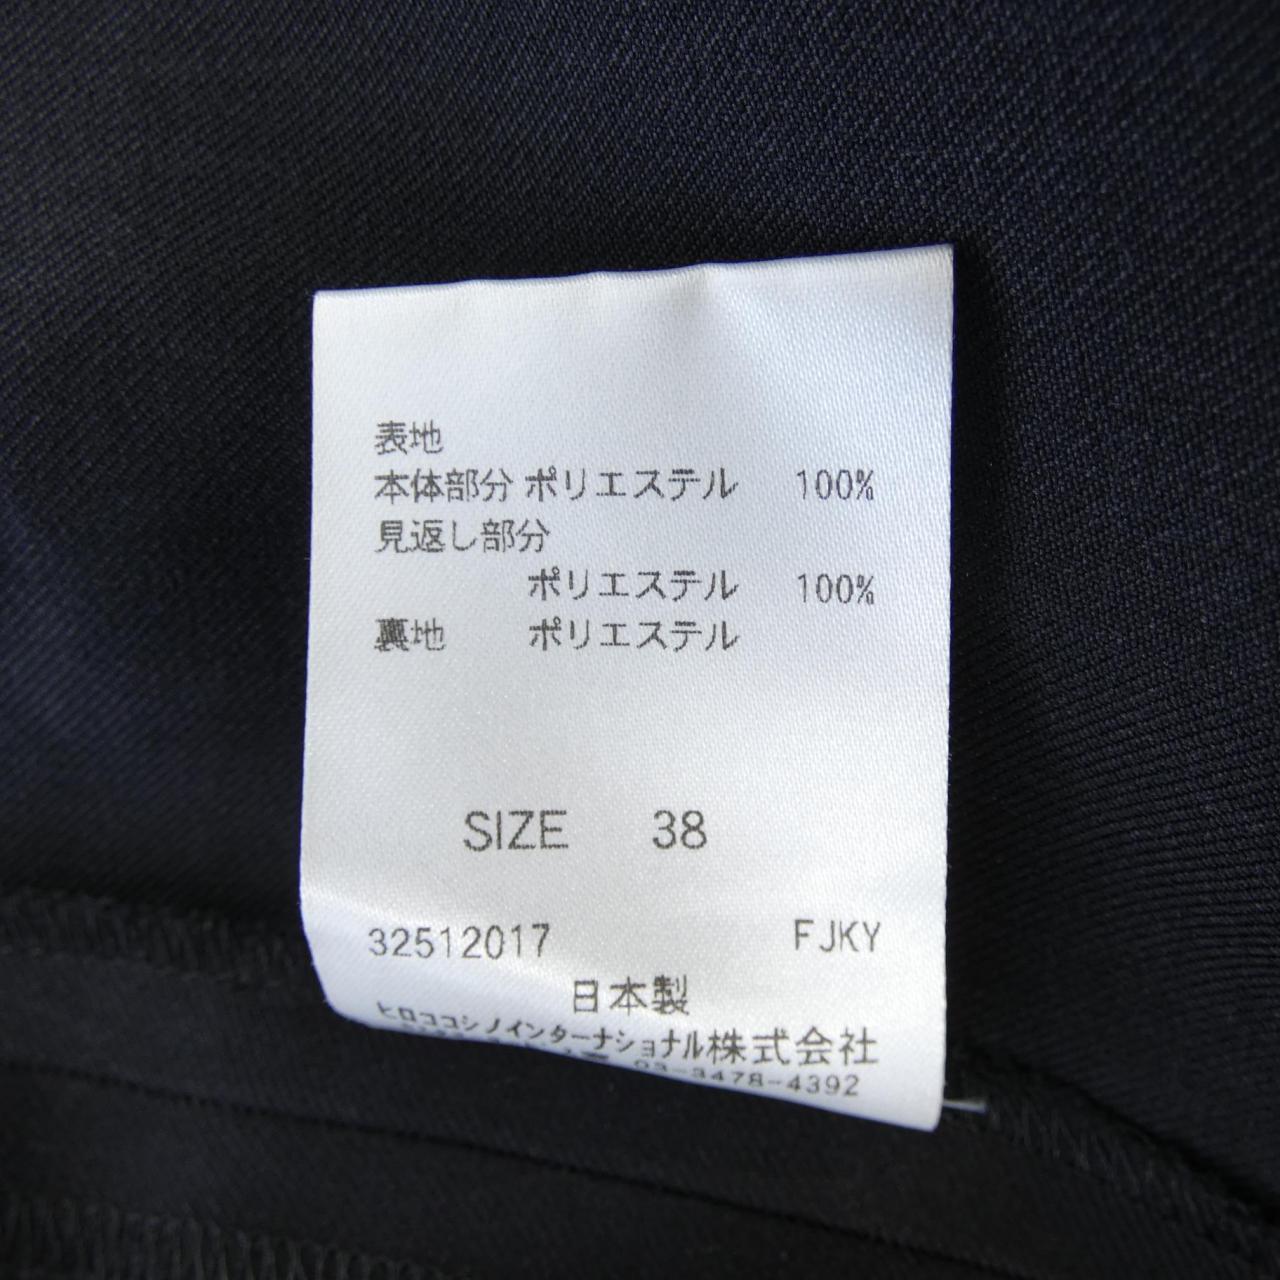 表地
本体部分 ポリエステル 100%
見返し部分
ポリエステル 100%
裏地 ポリエステル
SIZE 38
32512017 FJKY
日本製
ヒロココシノインターナショナル株式会社
03-3478-4392